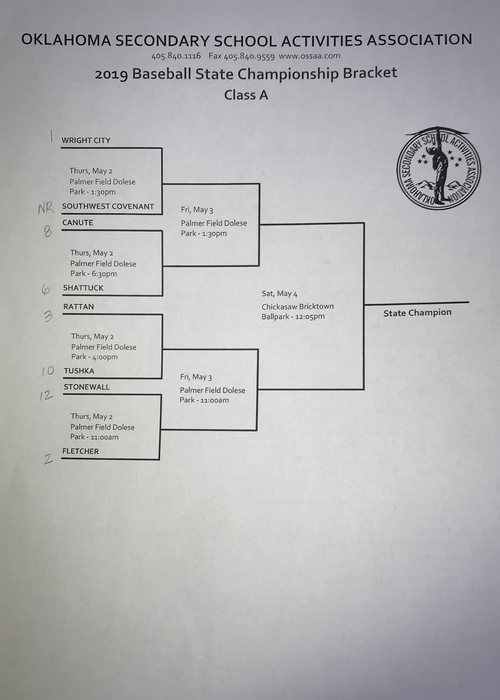 OKLAHOMA SECONDARY SCHOOL ACTIVITIES ASSOCIATION
405.840.1116 Fax 405.840.9559 www.ossaa.com
2019 Baseball State Championship Bracket
Class A
OKLAHOMA SECONDARY SCHOOL ACTIVITIES ASSOCIATION
1 WRIGHT CITY
Thurs, May 2
Palmer Field Dolese
Park - 1:30pm
NR SOUTHWEST COVENANT
Fri, May 3
Palmer Field Dolese
Park - 1:30pm
8 CANUTE
Thurs, May 2
Palmer Field Dolese
Park - 6:30pm
6 SHATTUCK
Sat, May 4
Chickasaw Bricktown
Ballpark - 12:05pm
State Champion
3 RATTAN
Thurs, May 2
Palmer Field Dolese
Park - 4:00pm
10 TUSHKA
Fri, May 3
Palmer Field Dolese
Park - 11:00am
12 STONEWALL
Thurs, May 2
Palmer Field Dolese
Park - 11:00am
2 FLETCHER